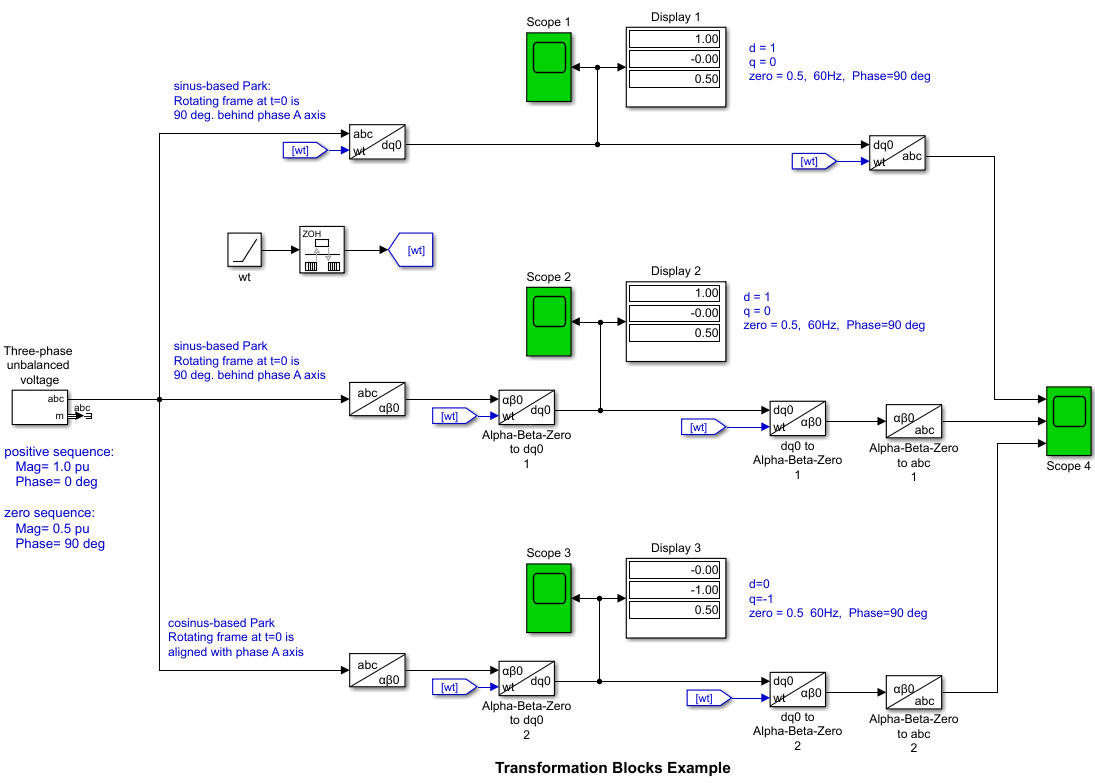 Scope 1
Display 1
1.00
-0.00
0.50
d = 1
q = 0
zero = 0.5,  60Hz,  Phase=90 deg
sinus-based Park:
Rotating frame at t=0 is
90 deg. behind phase A axis
abc
wt
dq0
[wt]
[wt]
dq0
wt
abc
ZOH
wt
[wt]
Scope 2
Display 2
1.00
-0.00
0.50
d = 1
q = 0
zero = 0.5,  60Hz,  Phase=90 deg
sinus-based Park
Rotating frame at t=0 is
90 deg. behind phase A axis
Three-phase
unbalanced
voltage
abc
m
abc
abc
αβ0
[wt]
αβ0
wt
dq0
Alpha-Beta-Zero
to dq0
1
[wt]
dq0
wt
αβ0
dq0 to
Alpha-Beta-Zero
1
αβ0
abc
Alpha-Beta-Zero
to abc
1
Scope 4
positive sequence:
Mag= 1.0 pu
Phase= 0 deg
zero sequence:
Mag= 0.5 pu
Phase= 90 deg
Scope 3
Display 3
-0.00
-1.00
0.50
d=0
q=-1
zero = 0.5  60Hz,  Phase=90 deg
cosinus-based Park
Rotating frame at t=0 is
aligned with phase A axis
abc
αβ0
[wt]
αβ0
wt
dq0
Alpha-Beta-Zero
to dq0
2
[wt]
dq0
wt
αβ0
dq0 to
Alpha-Beta-Zero
2
αβ0
abc
Alpha-Beta-Zero
to abc
2
Transformation Blocks Example